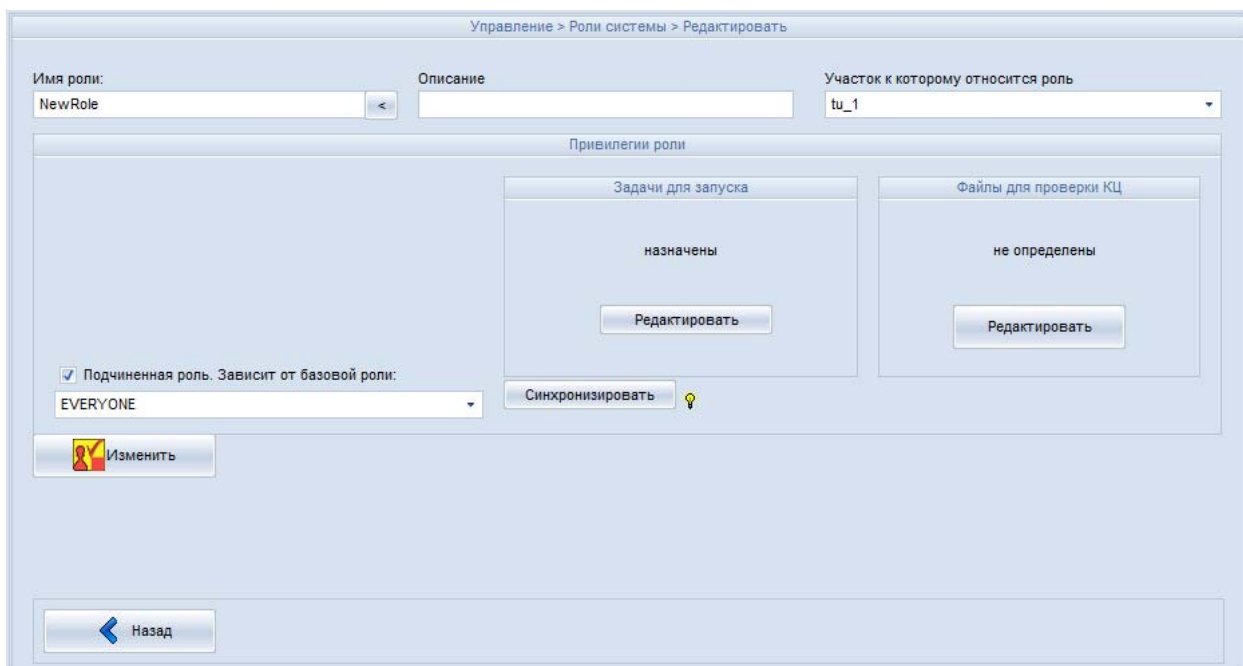 Управление > Роли системы > Редактировать
Имя роли:
Описание
Участок к которому относится роль
NewRole
<
tu_1
Привилегии роли
Задачи для запуска
Файлы для проверки КЦ
назначены
не определены
Редактировать
Редактировать
Подчиненная роль. Зависит от базовой роли:
EVERYONE
Синхронизировать
Изменить
Назад